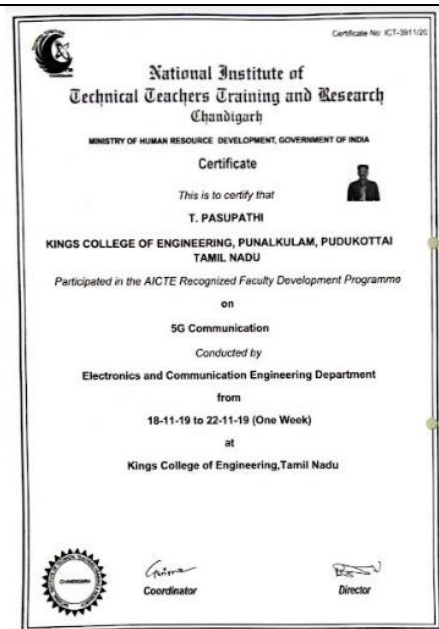 Certificate No: ICT-3911/20
National Institute of
Technical Teachers Training and Research
Chandigarh
MINISTRY OF HUMAN RESOURCE DEVELOPMENT, GOVERNMENT OF INDIA
Certificate
This is to certify that
T. PASUPATHI
KINGS COLLEGE OF ENGINEERING, PUNALKULAM, PUDUKOTTAI
TAMIL NADU
Participated in the AICTE Recognized Faculty Development Programme
on
5G Communication
Conducted by
Electronics and Communication Engineering Department
from
18-11-19 to 22-11-19 (One Week)
at
Kings College of Engineering,Tamil Nadu
CHANDIGARH
Coordinator
Director